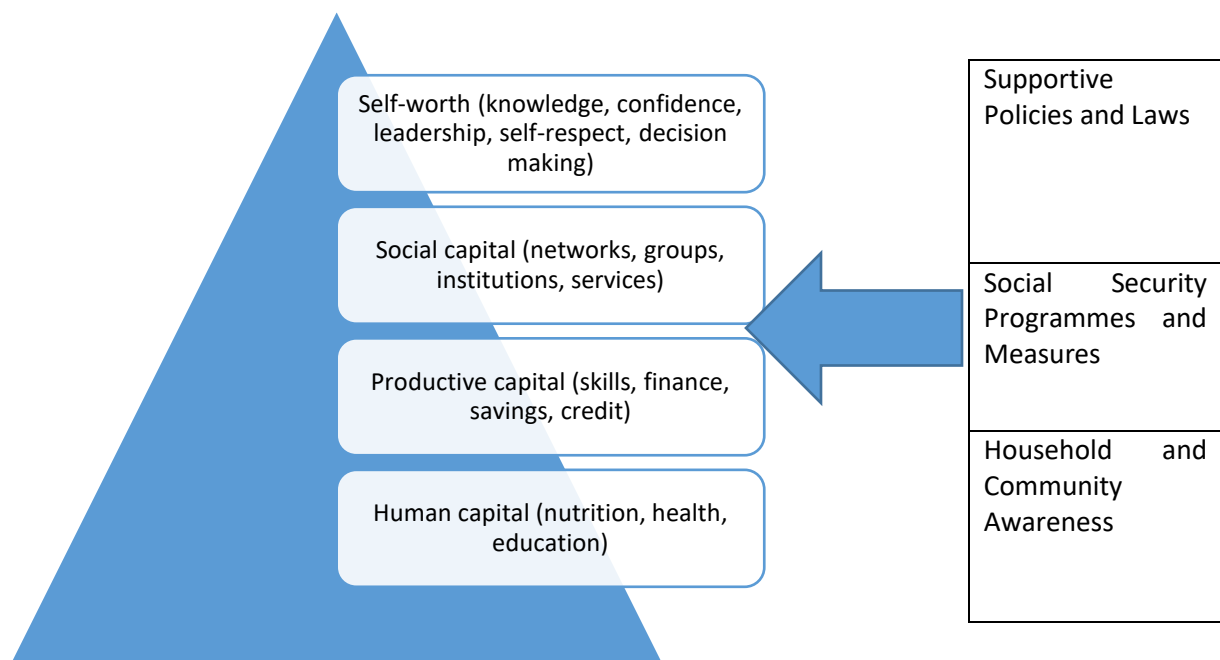 Self-worth (knowledge, confidence,
leadership, self-respect, decision
making)
Social capital (networks, groups,
institutions, services)
Productive capital (skills, finance,
savings, credit)
Human capital (nutrition, health,
education)
Supportive
Policies and Laws
Social Security
Programmes and
Measures
Household and
Community
Awareness